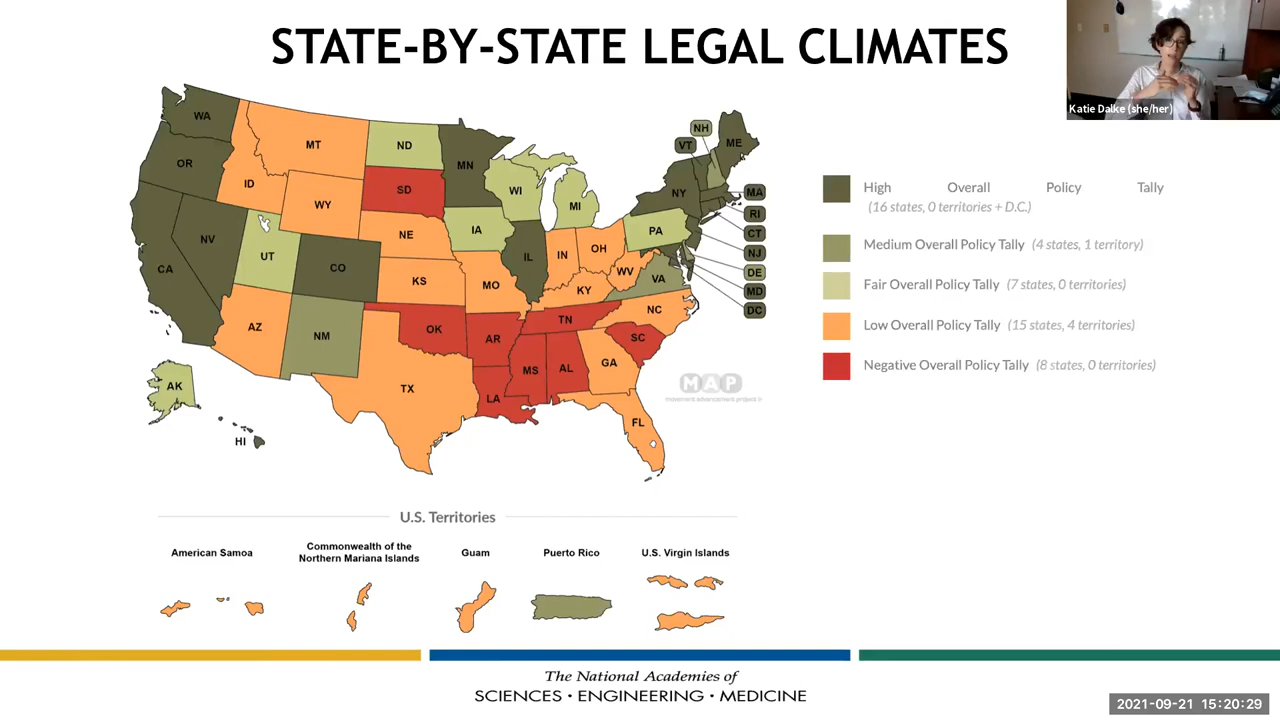 STATE-BY-STATE LEGAL CLIMATES
Katie Dalke (she/her)
WA
OR
CA
NV
ID
MT
WY
UT
AZ
CO
NM
ND
SD
NE
KS
OK
TX
MN
IA
MO
AR
LA
WI
IL
MI
IN
OH
KY
TN
MS
AL
GA
FL
SC
NC
VA
WV
PA
NY
VT
NH
ME
MA
RI
CT
NJ
DE
MD
DC
AK
HI
MAP
movement advancement project
High Overall Policy Tally
(16 states, 0 territories + D.C.)
Medium Overall Policy Tally (4 states, 1 territory)
Fair Overall Policy Tally (7 states, 0 territories)
Low Overall Policy Tally (15 states, 4 territories)
Negative Overall Policy Tally (8 states, 0 territories)
U.S. Territories
American Samoa
Commonwealth of the
Northern Mariana Islands
Guam
Puerto Rico
U.S. Virgin Islands
The National Academies of
SCIENCES · ENGINEERING · MEDICINE
2021-09-21 15:20:29